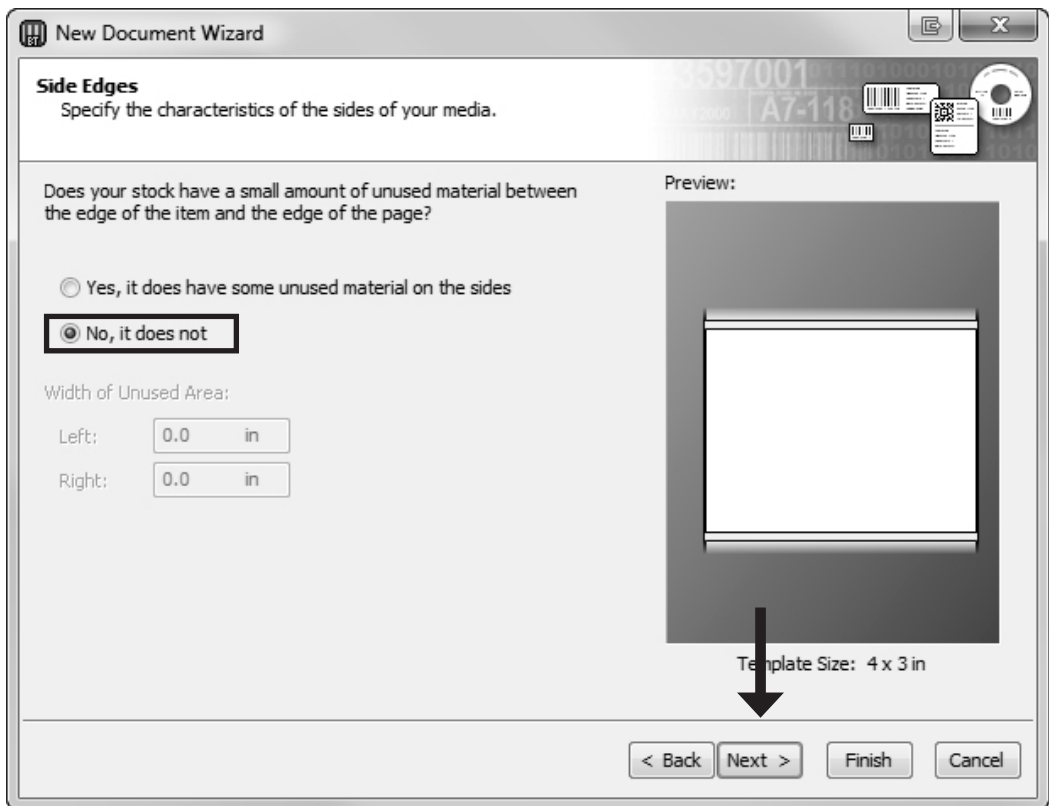 New Document Wizard
Side Edges
Specify the characteristics of the sides of your media.
3597001
A7-118
Does your stock have a small amount of unused material between
the edge of the item and the edge of the page?
Preview:
Yes, it does have some unused material on the sides
No, it does not
Width of Unused Area:
Left: 0.0 in
Right: 0.0 in
Template Size: 4 x 3 in
< Back Next > Finish Cancel